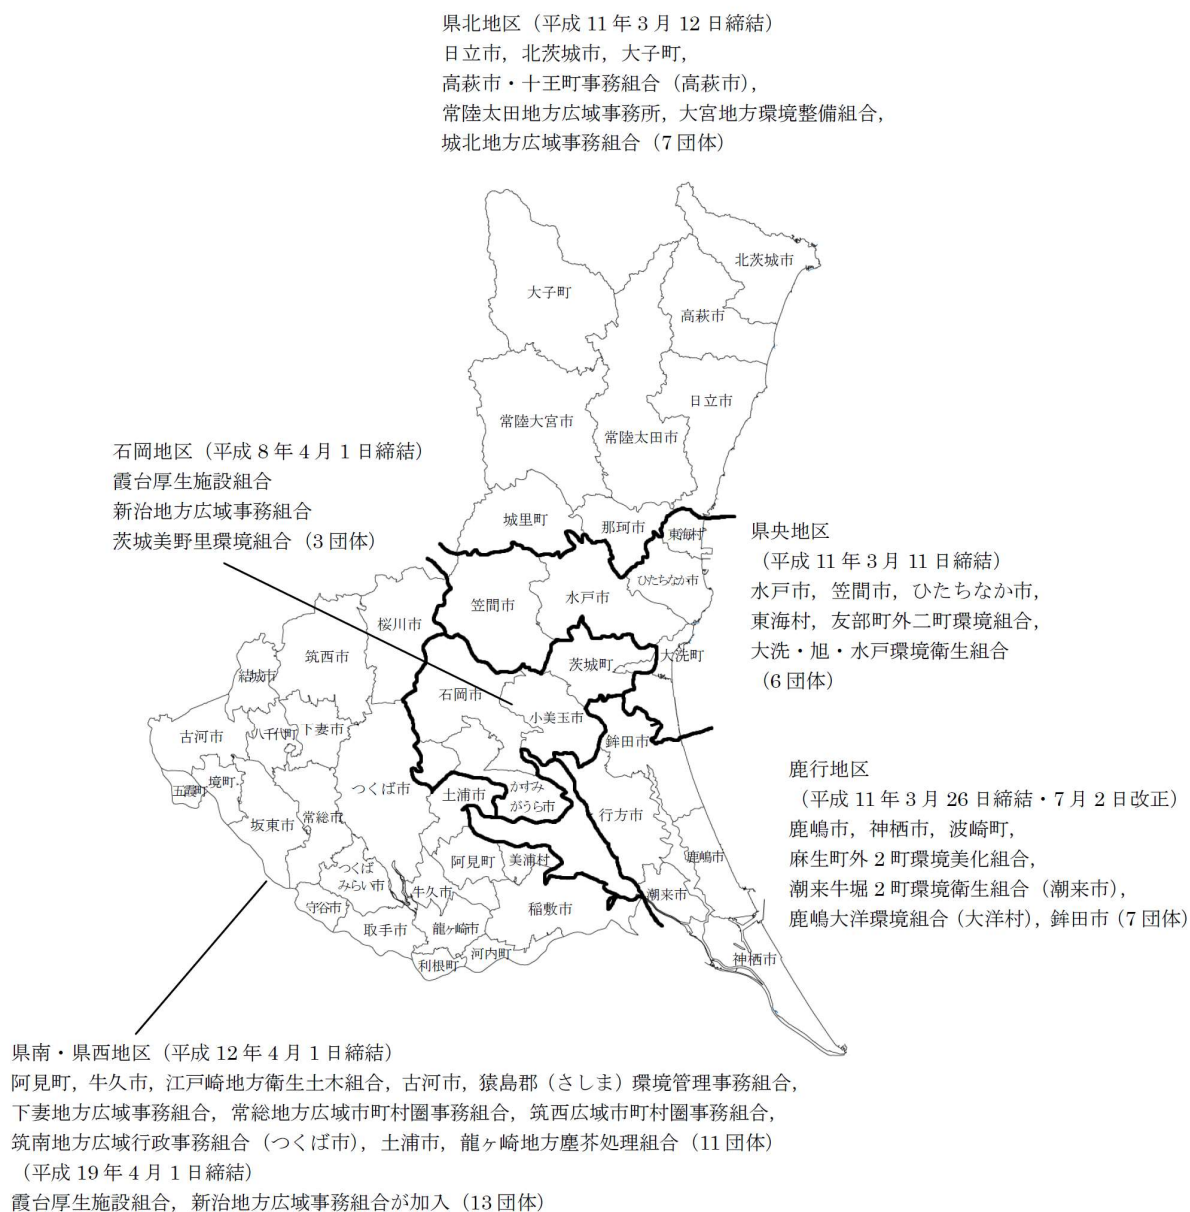 県北地区（平成 11 年 3 月 12 日締結）
日立市，北茨城市，大子町，
高萩市・十王町事務組合（高萩市），
常陸太田地方広域事務所，大宮地方環境整備組合，
城北地方広域事務組合（7 団体）
北茨城市
大子町
高萩市
日立市
常陸大宮市
常陸太田市
石岡地区（平成 8 年 4 月 1 日締結）
霞台厚生施設組合
新治地方広域事務組合
茨城美野里環境組合（3 団体）
城里町
那珂市
東海村
県央地区
（平成 11 年 3 月 11 日締結）
水戸市，笠間市，ひたちなか市，
東海村，友部町外二町環境組合，
大洗・旭・水戸環境衛生組合
（6 団体）
ひたちなか市
笠間市
水戸市
桜川市
筑西市
茨城町
大洗町
結城市
石岡市
小美玉市
古河市
八千代町
下妻市
鉾田市
五霞町
境町
つくば市
土浦市
かすみ
がうら市
行方市
坂東市
常総市
鹿行地区
（平成 11 年 3 月 26 日締結・7 月 2 日改正）
鹿嶋市，神栖市，波崎町，
麻生町外 2 町環境美化組合，
潮来牛堀 2 町環境衛生組合（潮来市），
鹿嶋大洋環境組合（大洋村），鉾田市（7 団体）
阿見町
美浦村
鹿嶋市
つくば
みらい市
牛久市
潮来市
守谷市
稲敷市
取手市
龍ヶ崎市
河内町
利根町
神栖市
県南・県西地区（平成 12 年 4 月 1 日締結）
阿見町，牛久市，江戸崎地方衛生土木組合，古河市，猿島郡（さしま）環境管理事務組合，
下妻地方広域事務組合，常総地方広域市町村圏事務組合，筑西広域市町村圏事務組合，
筑南地方広域行政事務組合（つくば市），土浦市，龍ヶ崎地方塵芥処理組合（11 団体）
（平成 19 年 4 月 1 日締結）
霞台厚生施設組合，新治地方広域事務組合が加入（13 団体）